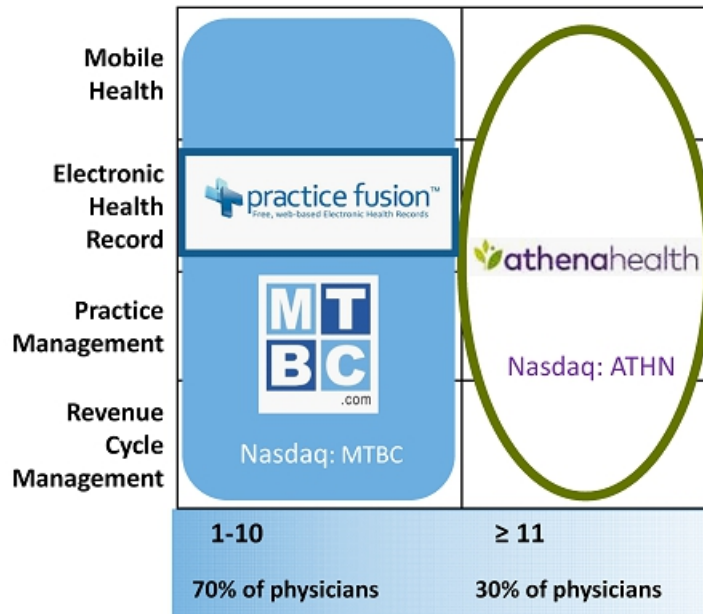 Mobile
Health
Electronic
Health
Record
practice fusion™
Free, web-based Electronic Health Records
athenahealth
Practice
Management
MT
BC
.com
Nasdaq: ATHN
Revenue
Cycle
Management
Nasdaq: MTBC
1-10
≥ 11
70% of physicians
30% of physicians